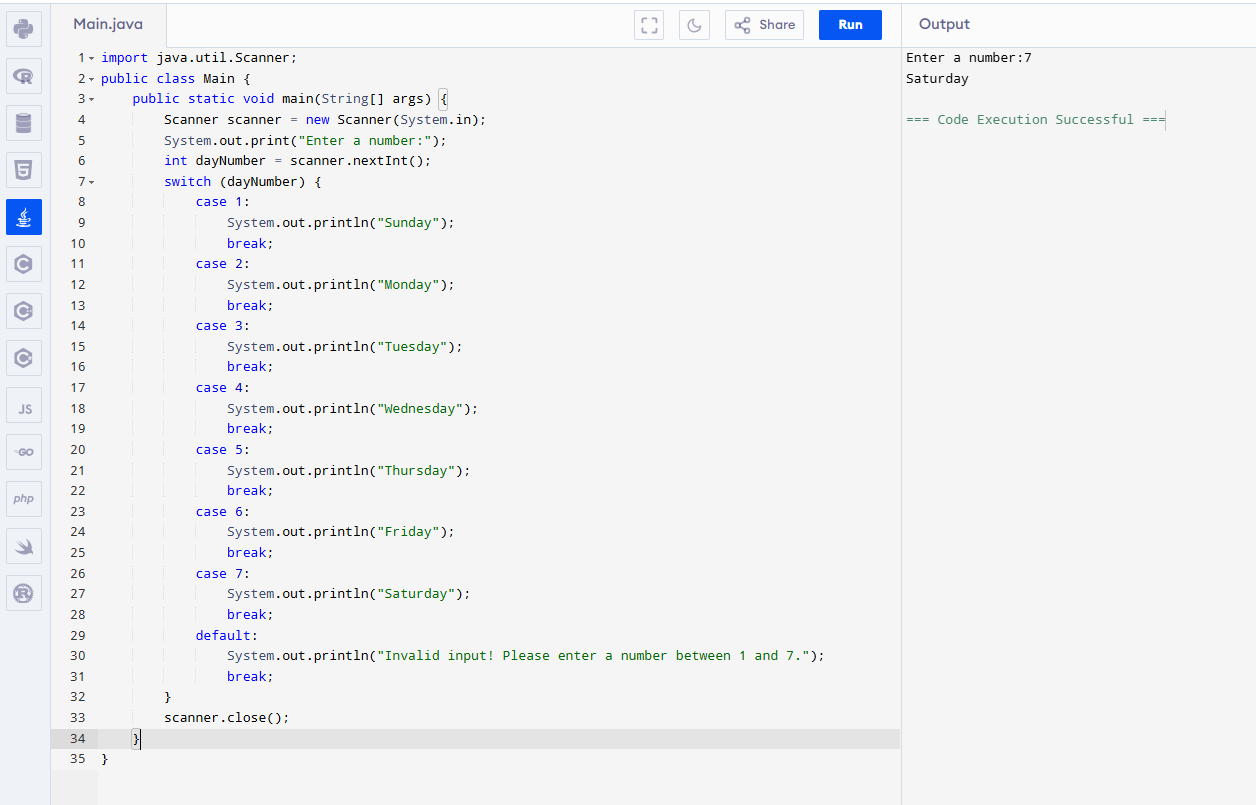 Main.java
Share
Run
Output
1 import java.util.Scanner;
2 public class Main {
3     public static void main(String[] args) {
4         Scanner scanner = new Scanner(System.in);
5         System.out.print("Enter a number:");
6         int dayNumber = scanner.nextInt();
7         switch (dayNumber) {
8             case 1:
9                 System.out.println("Sunday");
10                 break;
11             case 2:
12                 System.out.println("Monday");
13                 break;
14             case 3:
15                 System.out.println("Tuesday");
16                 break;
17             case 4:
18                 System.out.println("Wednesday");
19                 break;
20             case 5:
21                 System.out.println("Thursday");
22                 break;
23             case 6:
24                 System.out.println("Friday");
25                 break;
26             case 7:
27                 System.out.println("Saturday");
28                 break;
29             default:
30                 System.out.println("Invalid input! Please enter a number between 1 and 7.");
31                 break;
32         }
33         scanner.close();
34     }
35 }
Enter a number:7
Saturday
=== Code Execution Successful ===
R
5
C
C
C
JS
GO
php
R